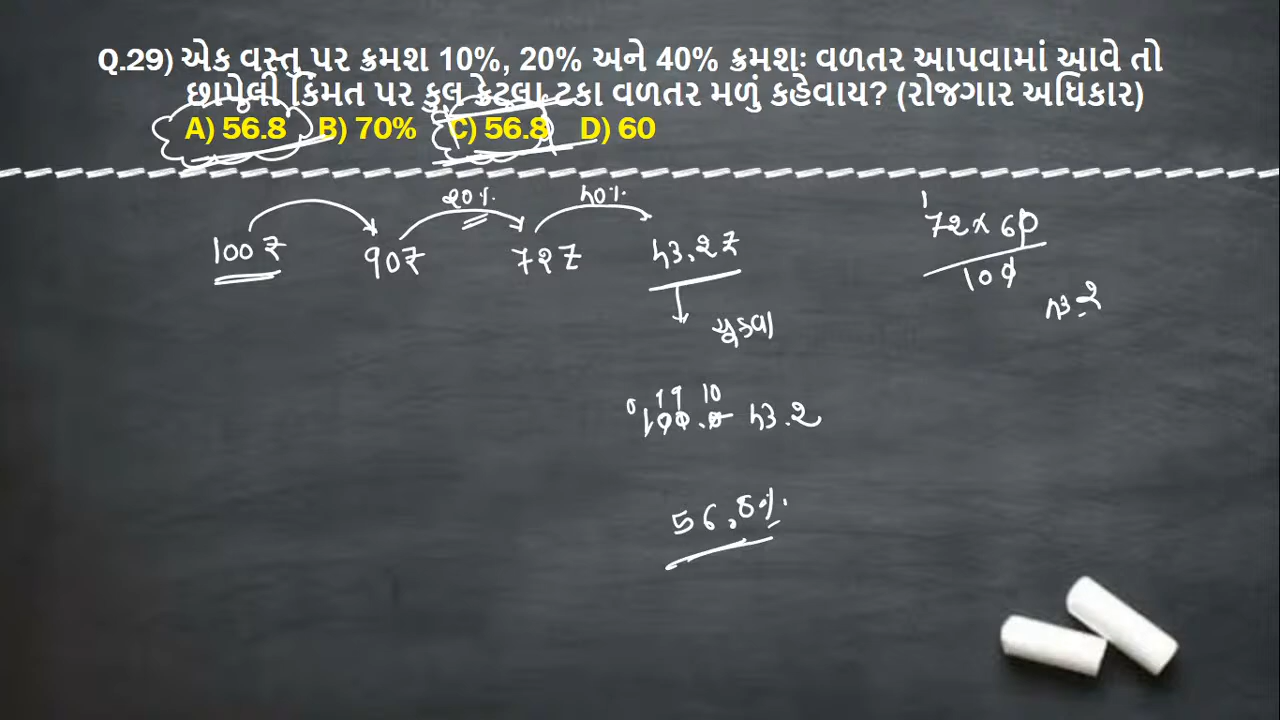 Q.29) એક વસ્તુ પર ક્રમશ 10%, 20% અને 40% ક્રમશઃ વળતર આપવામાં આવે તો
છાપેલી કિંમત પર કુલ કેટલા ટકા વળતર મળું કહેવાય? (રોજગાર અધિકાર)
A) 56.8 B) 70% C) 56.8 D) 60
20% 40%
100 ₹ 90₹ 72₹ 43.2₹
72 x 60
100
43.2
ચૂકવવા
100.0 - 43.2
56.8%